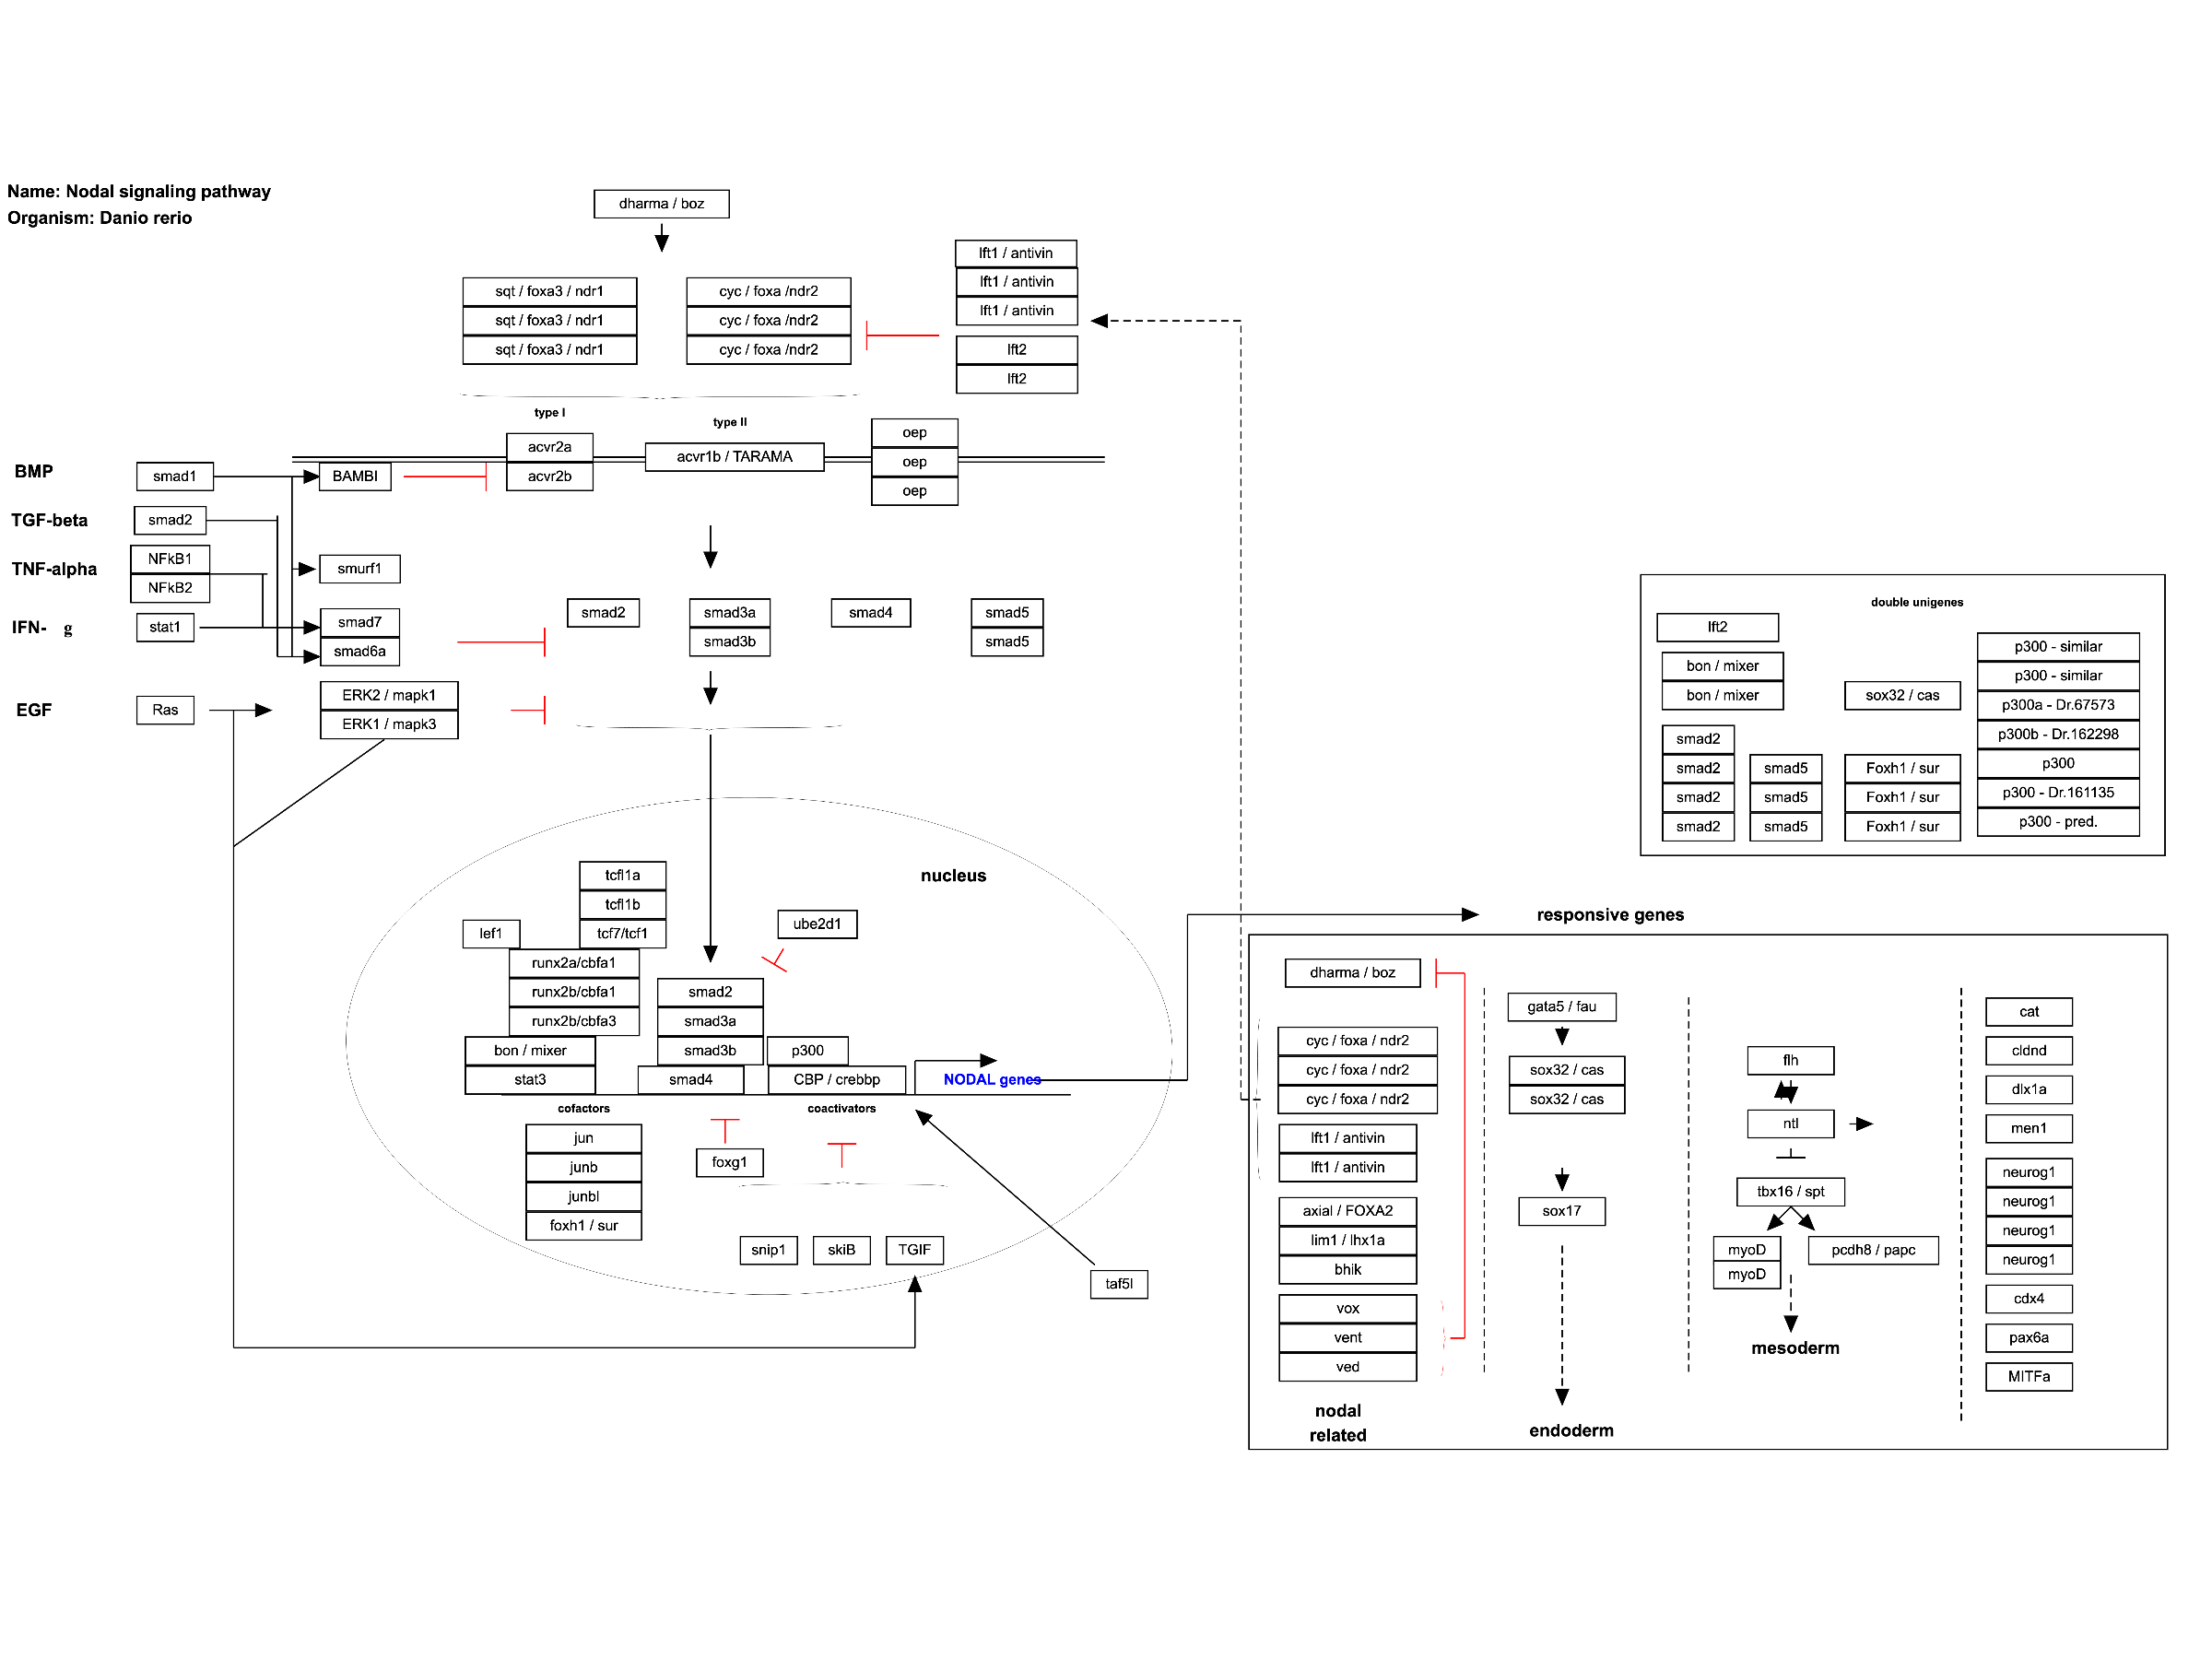 Name: Nodal signaling pathway
Organism: Danio rerio
dharma / boz
sqt / foxa3 / ndr1
sqt / foxa3 / ndr1
sqt / foxa3 / ndr1
cyc / foxa /ndr2
cyc / foxa /ndr2
cyc / foxa /ndr2
lft1 / antivin
lft1 / antivin
lft1 / antivin
lft2
lft2
type I
type II
acvr2a
acvr2b
acvr1b / TARAMA
oep
oep
oep
BMP
smad1
BAMBI
TGF-beta
smad2
TNF-alpha
NFkB1
NFkB2
smurf1
IFN- g
stat1
smad7
smad6a
EGF
Ras
ERK2 / mapk1
ERK1 / mapk3
smad2
smad3a
smad3b
smad4
smad5
smad5
double unigenes
lft2
bon / mixer
bon / mixer
smad2
smad2
smad2
smad2
smad5
smad5
smad5
sox32 / cas
Foxh1 / sur
Foxh1 / sur
Foxh1 / sur
p300 - similar
p300 - similar
p300a - Dr.67573
p300b - Dr.162298
p300
p300 - Dr.161135
p300 - pred.
nucleus
tcfl1a
tcfl1b
tcf7/tcf1
lef1
runx2a/cbfa1
runx2b/cbfa1
runx2b/cbfa3
bon / mixer
stat3
ube2d1
smad2
smad3a
smad3b
smad4
p300
CBP / crebbp
NODAL genes
cofactors
coactivators
jun
junb
junbl
foxh1 / sur
foxg1
snip1
skiB
TGIF
taf5l
responsive genes
dharma / boz
cyc / foxa / ndr2
cyc / foxa / ndr2
cyc / foxa / ndr2
lft1 / antivin
lft1 / antivin
axial / FOXA2
lim1 / lhx1a
bhik
vox
vent
ved
nodal
related
gata5 / fau
sox32 / cas
sox32 / cas
sox17
endoderm
flh
ntl
tbx16 / spt
myoD
myoD
pcdh8 / papc
mesoderm
cat
cldnd
dlx1a
men1
neurog1
neurog1
neurog1
neurog1
cdx4
pax6a
MITFa